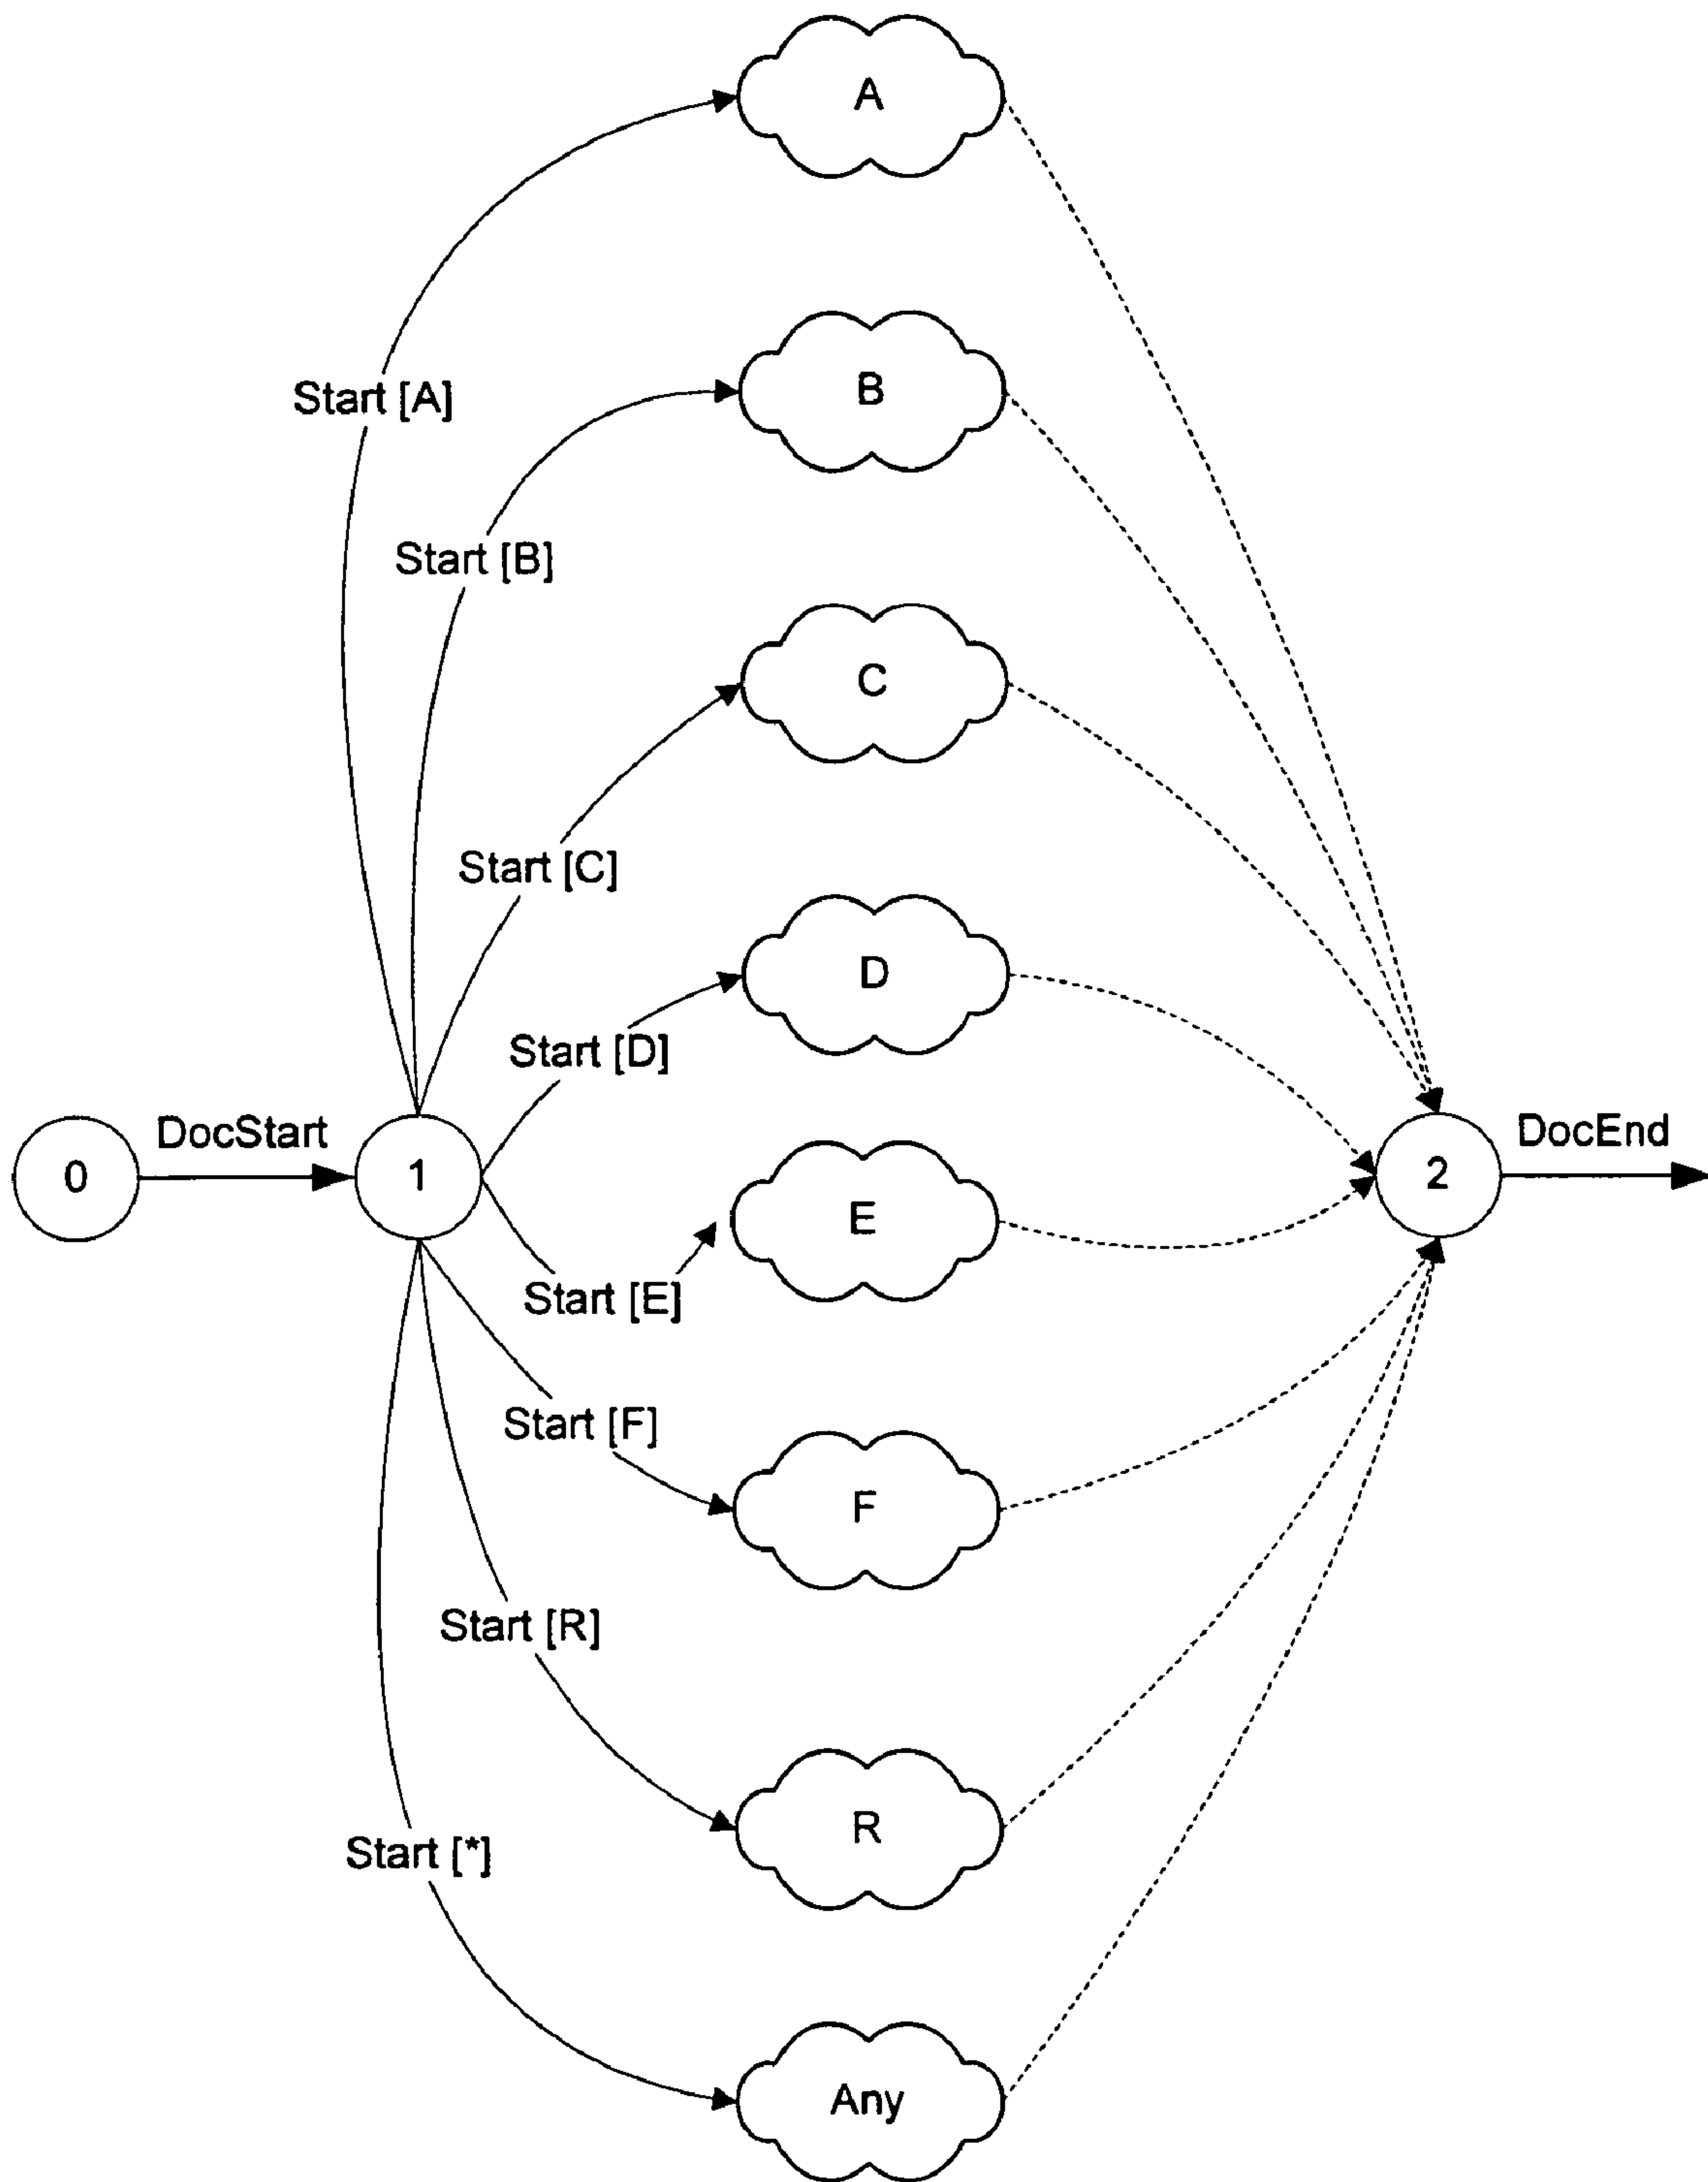 A
Start [A]
B
Start [B]
C
Start [C]
D
Start [D]
DocStart
0
1
E
2
DocEnd
Start [E]
Start [F]
F
Start [R]
R
Start [*]
Any